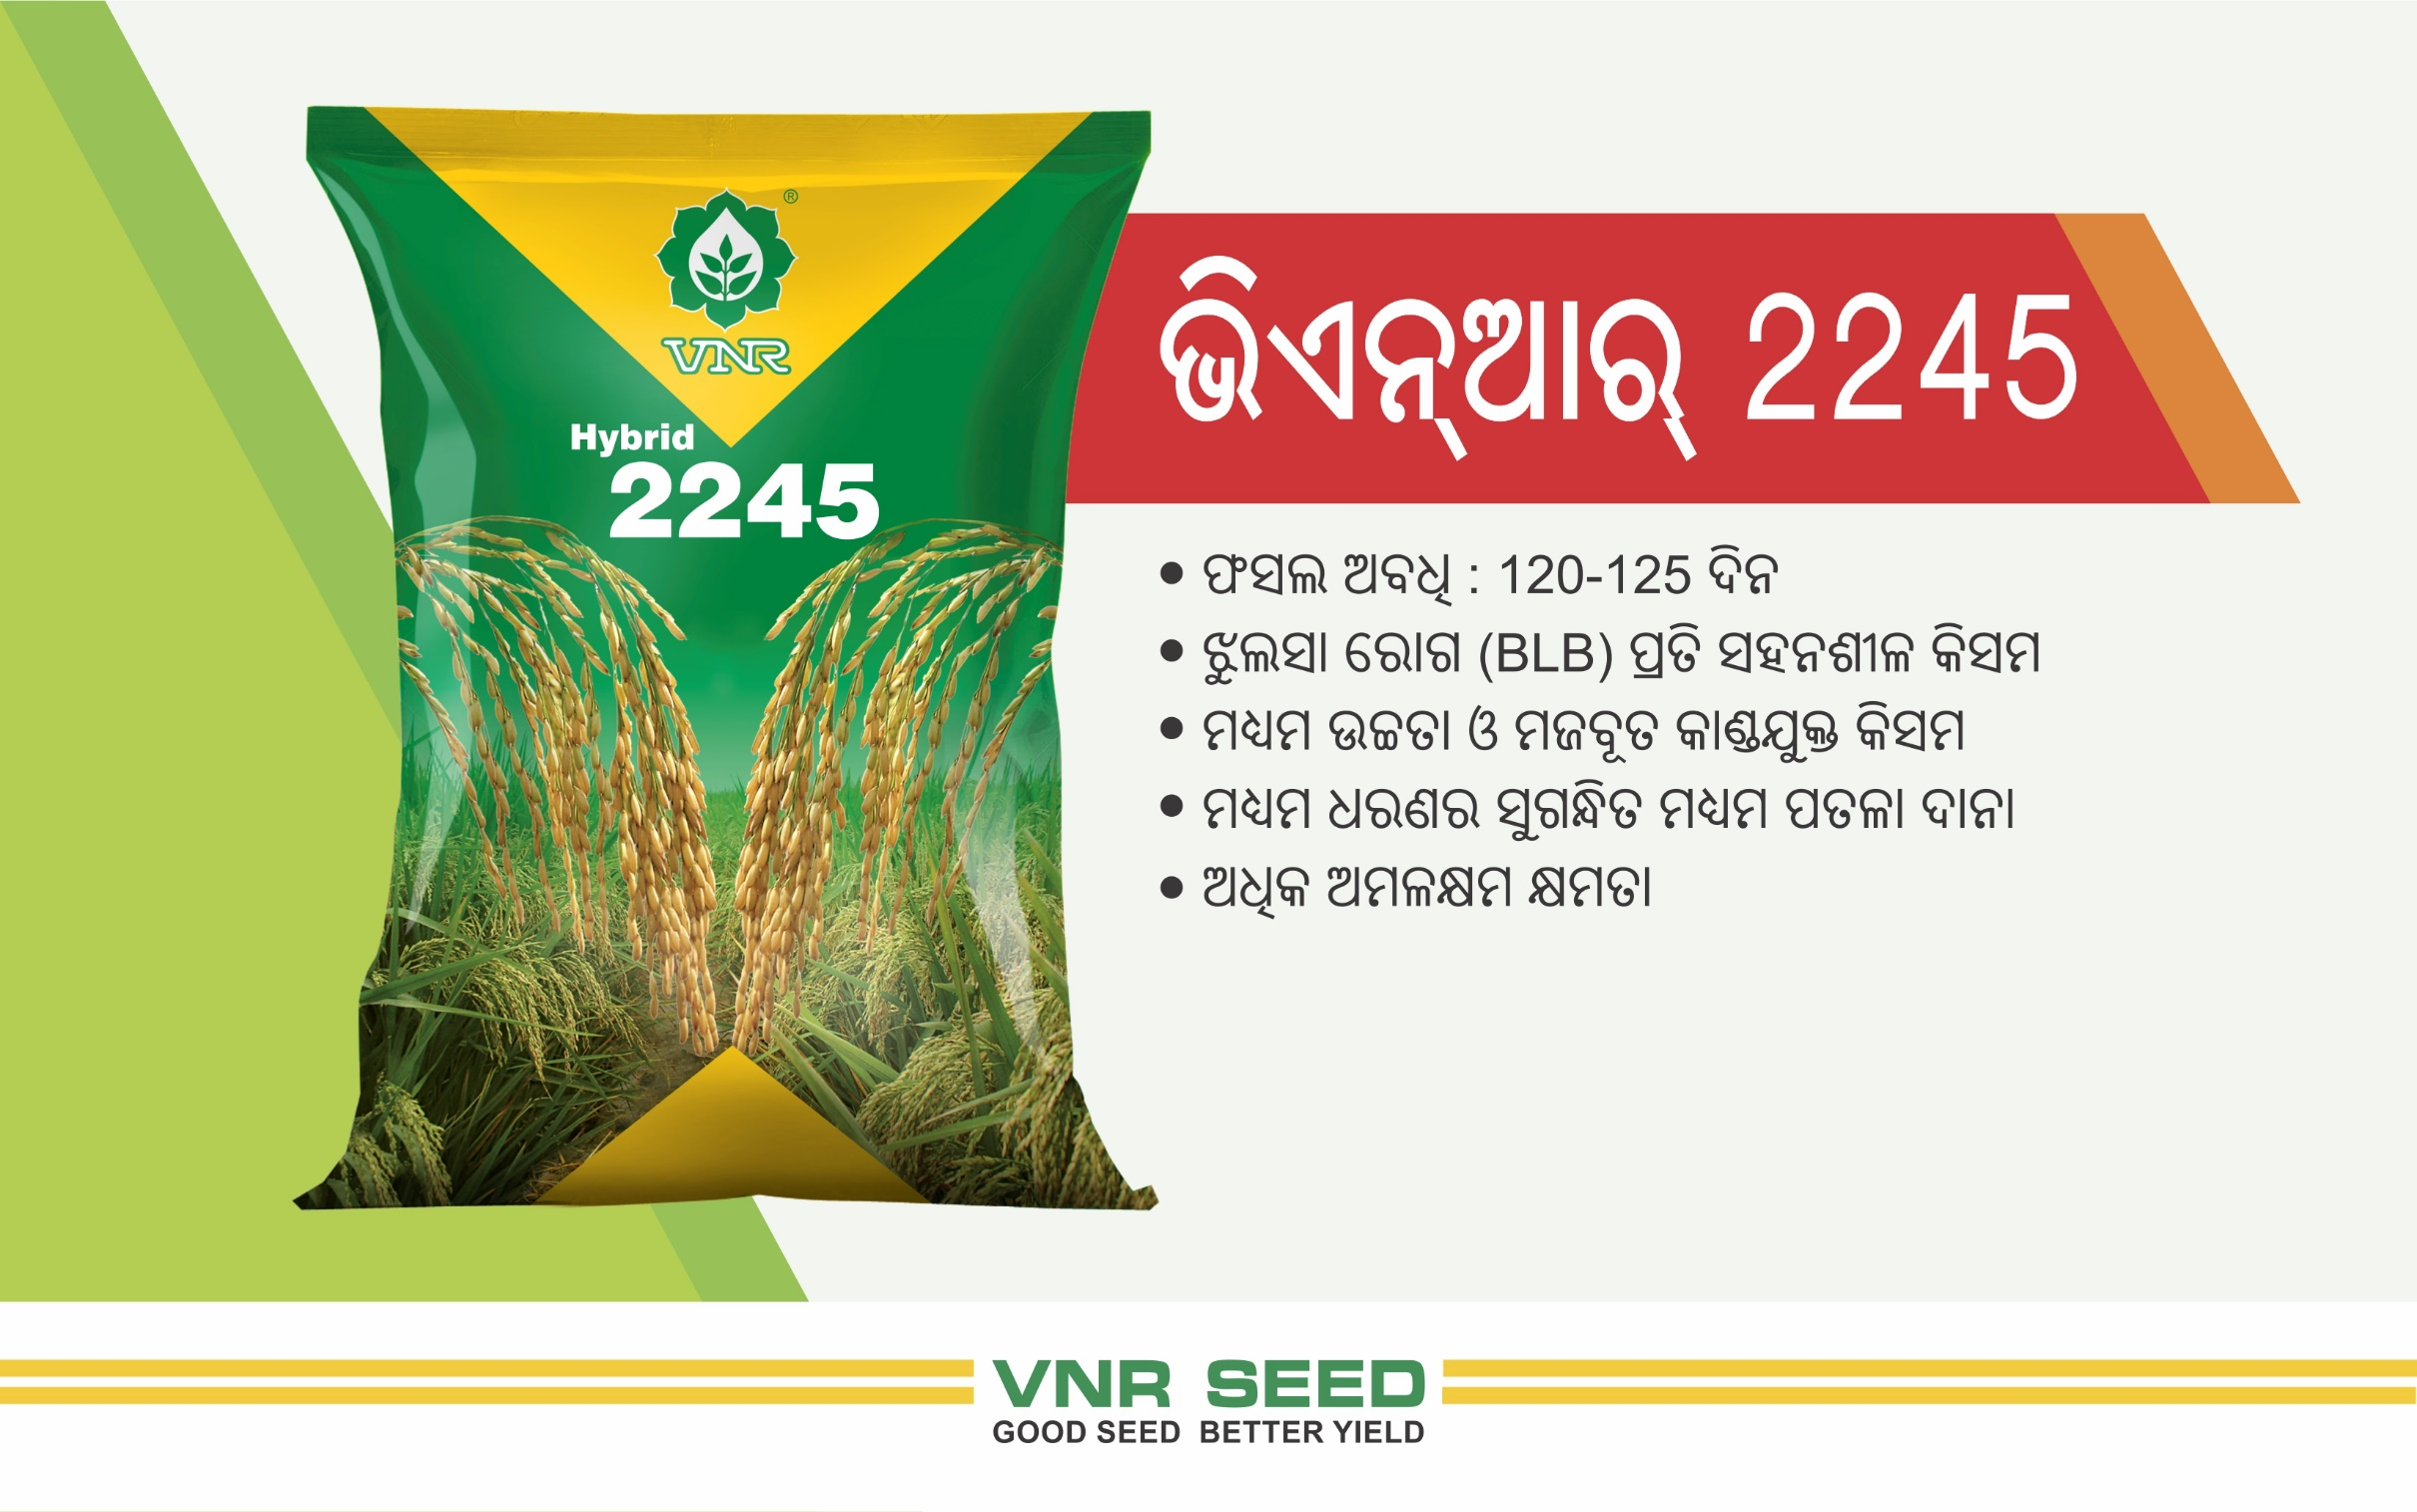 ®
VNR
Hybrid
2245
ଭିଏନ୍ଆର୍ 2245
• ଫସଲ ଅବଧି : 120-125 ଦିନ
• ଝୁଲସା ରୋଗ (BLB) ପ୍ରତି ସହନଶୀଳ କିସମ
• ମଧ୍ୟମ ଉଚ୍ଚତା ଓ ମଜବୂତ କାଣ୍ଡଯୁକ୍ତ କିସମ
• ମଧ୍ୟମ ଧରଣର ସୁଗନ୍ଧିତ ମଧ୍ୟମ ପତଳା ଦାନା
• ଅଧିକ ଅମଳକ୍ଷମ କ୍ଷମତା
VNR SEED
GOOD SEED BETTER YIELD